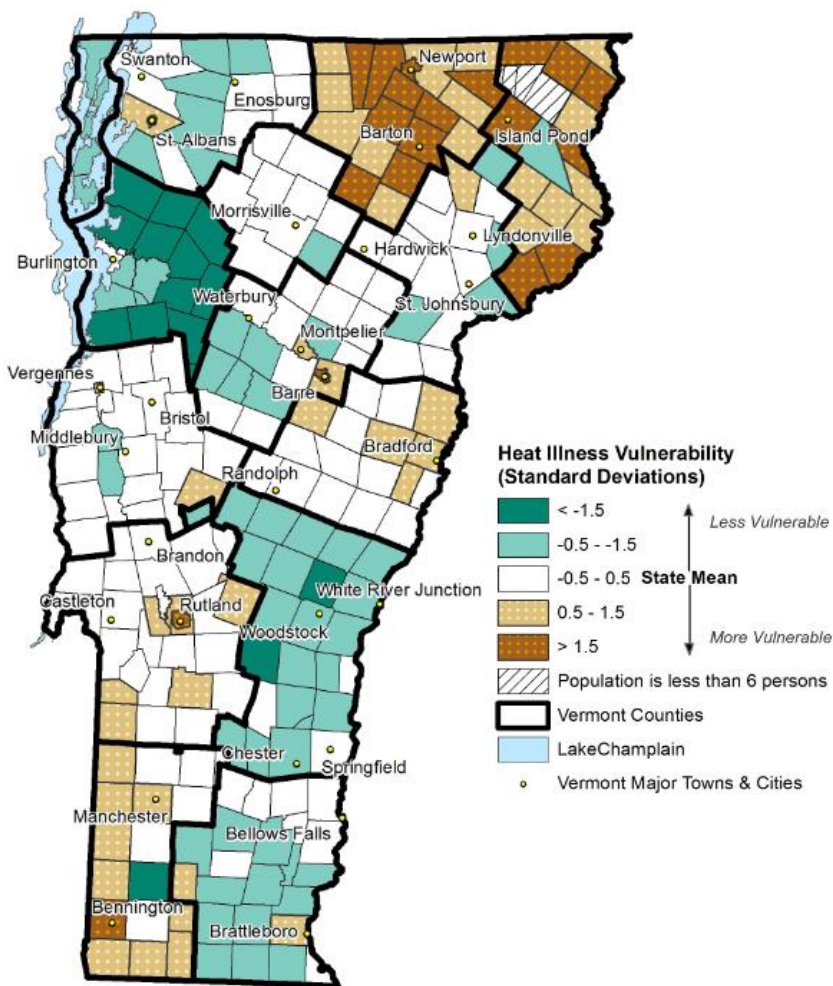 Swanton
Newport
Enosburg
St. Albans
Barton
Island Pond
Morrisville
Hardwick
Lyndonville
Burlington
Waterbury
St. Johnsbury
Montpelier
Vergennes
Barre
Bristol
Middlebury
Bradford
Randolph
Brandon
White River Junction
Castleton
Rutland
Woodstock
Chester
Springfield
Manchester
Bellows Falls
Bennington
Brattleboro
Heat Illness Vulnerability
(Standard Deviations)
< -1.5
Less Vulnerable
-0.5 - -1.5
-0.5 - 0.5 State Mean
0.5 - 1.5
> 1.5
More Vulnerable
Population is less than 6 persons
Vermont Counties
LakeChamplain
Vermont Major Towns & Cities